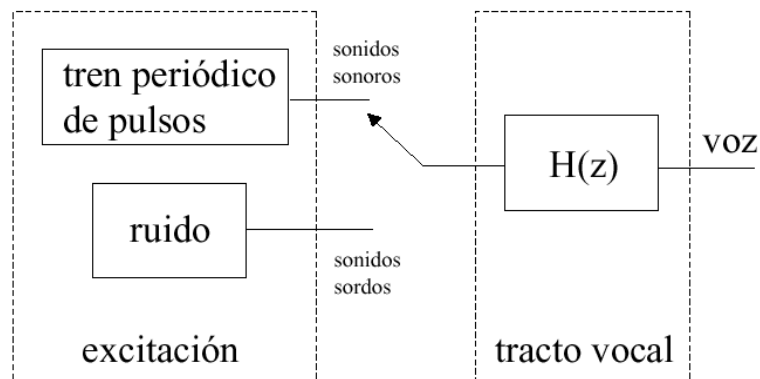 tren periódico
de pulsos
sonidos
sonoros
ruido
sonidos
sordos
excitación
H(z)
voz
tracto vocal